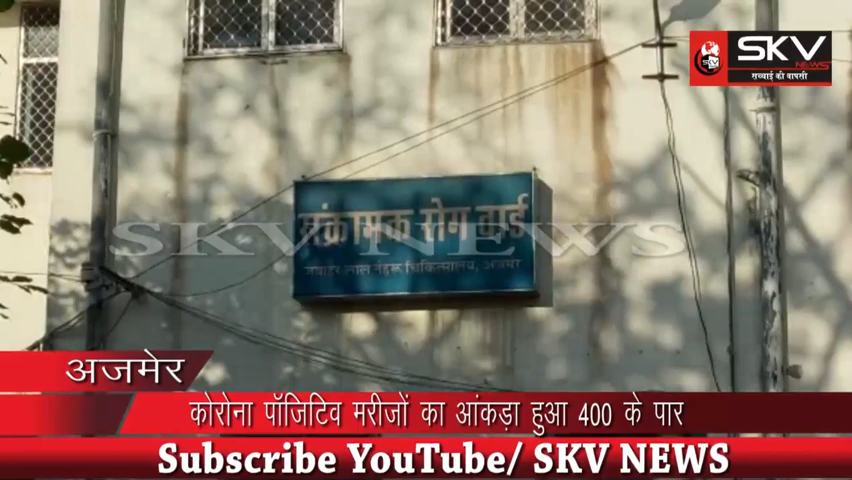 SKV
NEWS
SKV
सच्चाई की वापसी
संक्रामक रोग वार्ड
जवाहर लाल नेहरू चिकित्सालय, अजमेर
SKV NEWS
अजमेर
कोरोना पॉजिटिव मरीजों का आंकड़ा हुआ 400 के पार
Subscribe YouTube/ SKV NEWS